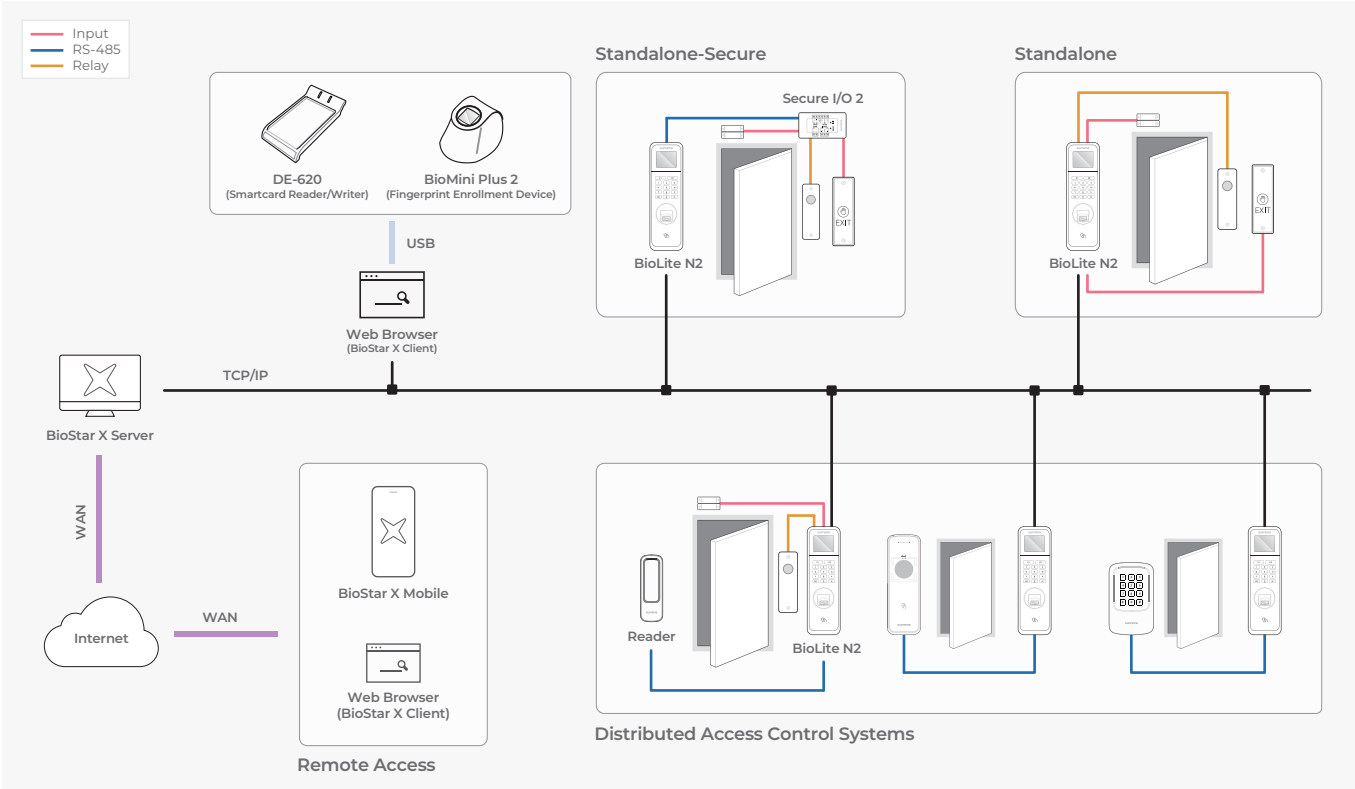 Input
RS-485
Relay
Standalone-Secure
Standalone
Secure I/O 2
DE-620
(Smartcard Reader/Writer)
BioMini Plus 2
(Fingerprint Enrollment Device)
EXIT
EXIT
BioLite N2
BioLite N2
USB
Web Browser
(BioStar X Client)
TCP/IP
BioStar X Server
WAN
Internet
WAN
BioStar X Mobile
Web Browser
(BioStar X Client)
Remote Access
Reader
BioLite N2
Distributed Access Control Systems